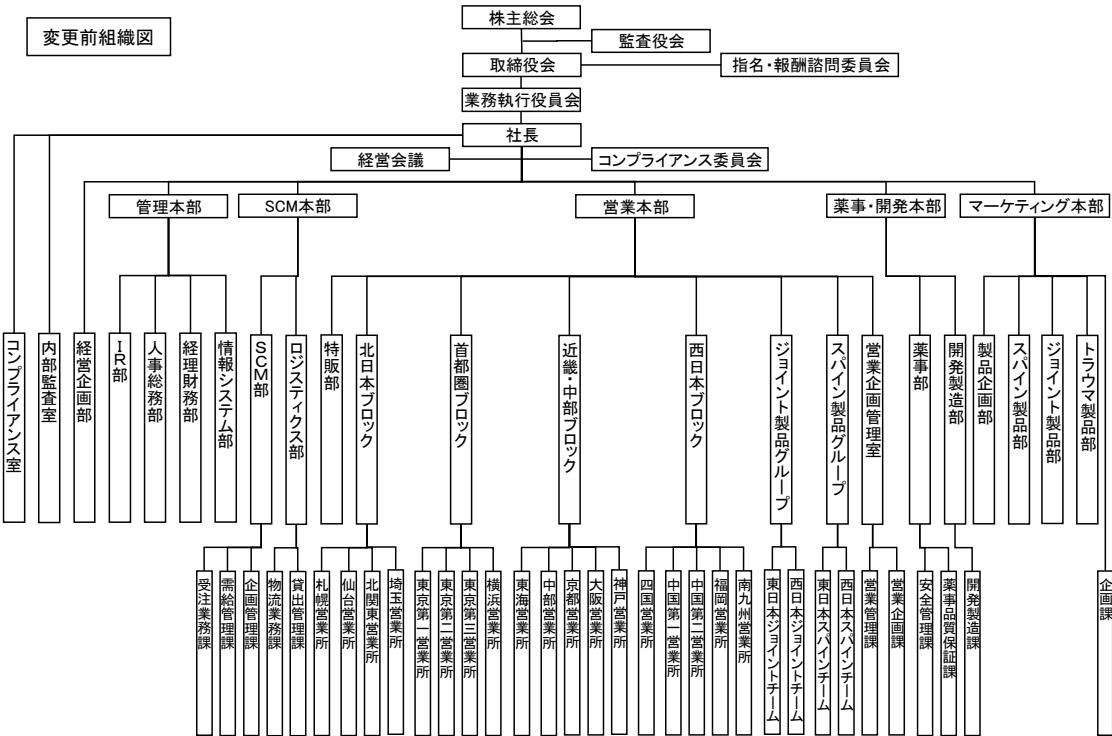 変更前組織図
株主総会
監査役会
取締役会
指名・報酬諮問委員会
業務執行役員会
社長
経営会議
コンプライアンス委員会
管理本部
SCM本部
営業本部
薬事・開発本部
マーケティング本部
コンプライアンス室
内部監査室
経営企画部
IR部
人事総務部
経理財務部
情報システム部
SCM部
ロジスティクス部
特販部
北日本ブロック
首都圏ブロック
近畿・中部ブロック
西日本ブロック
ジョイント製品グループ
スパイン製品グループ
営業企画管理室
薬事部
開発製造部
製品企画部
スパイン製品部
ジョイント製品部
トラウマ製品部
受注業務課
需給管理課
企画管理課
物流業務課
貸出管理課
札幌営業所
仙台営業所
北関東営業所
埼玉営業所
東京第一営業所
東京第二営業所
東京第三営業所
横浜営業所
東海営業所
中部営業所
京都営業所
大阪営業所
神戸営業所
四国営業所
中国第一営業所
中国第二営業所
福岡営業所
南九州営業所
東日本ジョイントチーム
西日本ジョイントチーム
東日本スパインチーム
西日本スパインチーム
営業管理課
営業企画課
安全管理課
薬事品質保証課
開発製造課
企画課